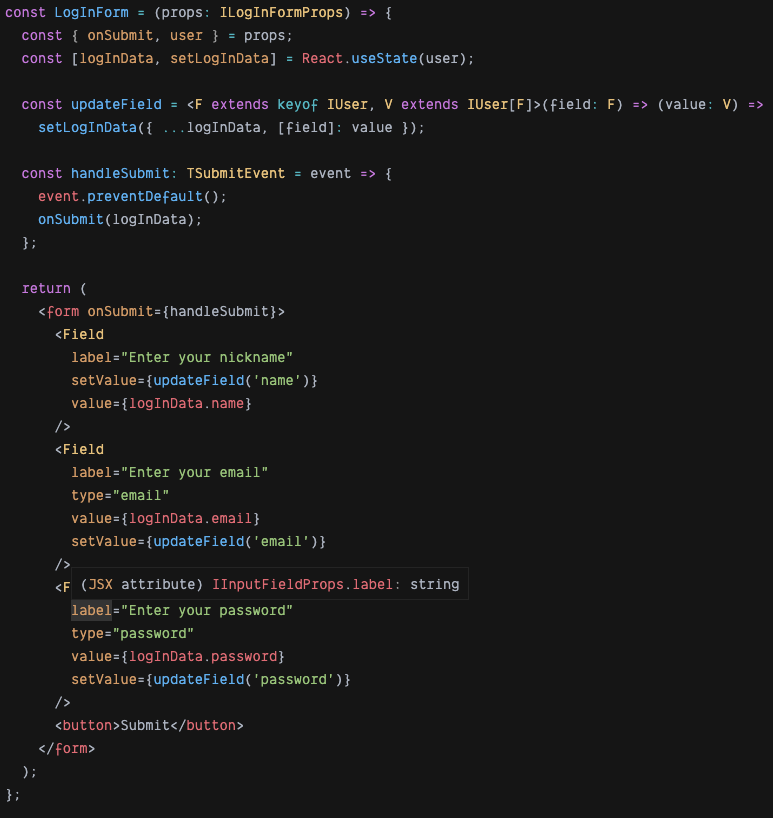 const LogInForm = (props: ILogInFormProps) => {
  const { onSubmit, user } = props;
  const [logInData, setLogInData] = React.useState(user);

  const updateField = <F extends keyof IUser, V extends IUser[F]>(field: F) => (value: V) =>
    setLogInData({ ...logInData, [field]: value });

  const handleSubmit: TSubmitEvent = event => {
    event.preventDefault();
    onSubmit(logInData);
  };

  return (
    <form onSubmit={handleSubmit}>
      <Field
        label="Enter your nickname"
        setValue={updateField('name')}
        value={logInData.name}
      />
      <Field
        label="Enter your email"
        type="email"
        value={logInData.email}
        setValue={updateField('email')}
      />
      <F
(JSX attribute) IInputFieldProps.label: string
        label="Enter your password"
        type="password"
        value={logInData.password}
        setValue={updateField('password')}
      />
      <button>Submit</button>
    </form>
  );
};